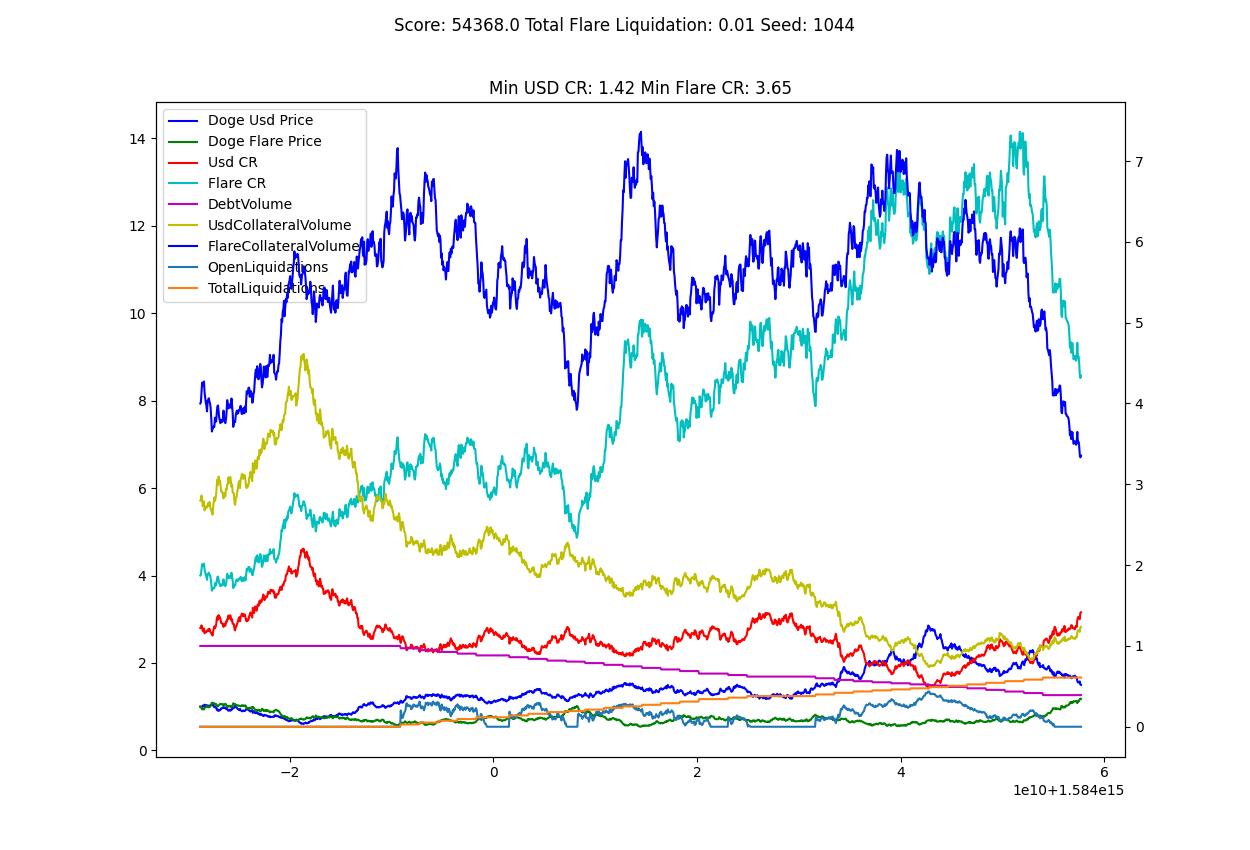 Score: 54368.0 Total Flare Liquidation: 0.01 Seed: 1044
Min USD CR: 1.42 Min Flare CR: 3.65
Doge Usd Price
Doge Flare Price
Usd CR
Flare CR
DebtVolume
UsdCollateralVolume
FlareCollateralVolume
OpenLiquidations
TotalLiquidations
14
12
10
8
6
4
2
0
7
6
5
4
3
2
1
0
−2
0
2
4
6
1e10+1.584e15